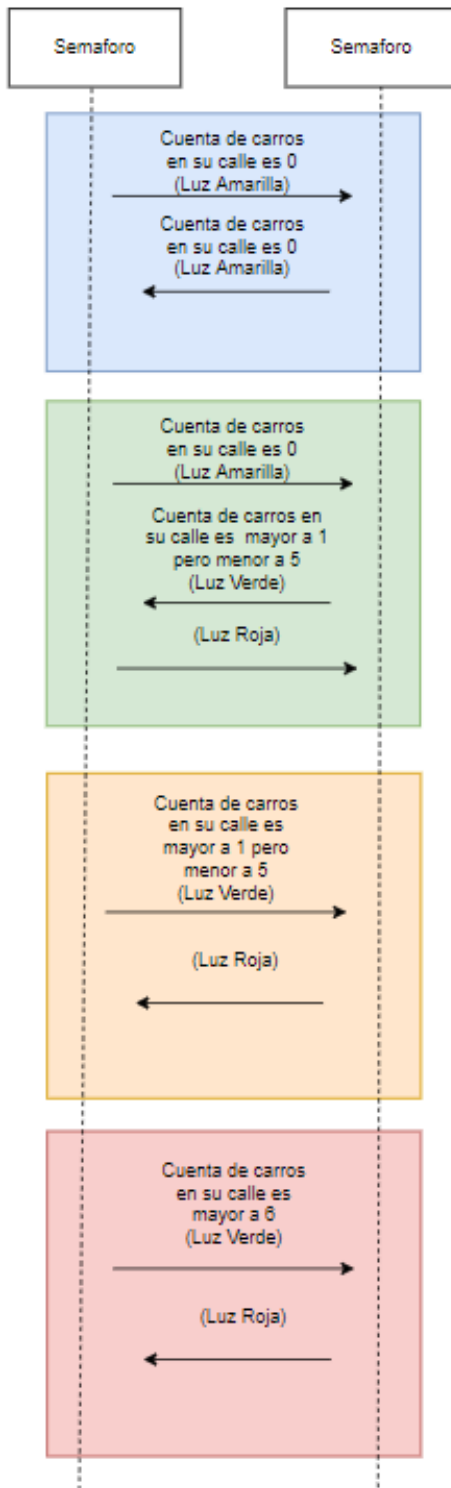 Semaforo
Semaforo
Cuenta de carros
en su calle es 0
(Luz Amarilla)
Cuenta de carros
en su calle es 0
(Luz Amarilla)
Cuenta de carros
en su calle es 0
(Luz Amarilla)
Cuenta de carros en
su calle es mayor a 1
pero menor a 5
(Luz Verde)
(Luz Roja)
Cuenta de carros
en su calle es
mayor a 1 pero
menor a 5
(Luz Verde)
(Luz Roja)
Cuenta de carros
en su calle es
mayor a 6
(Luz Verde)
(Luz Roja)